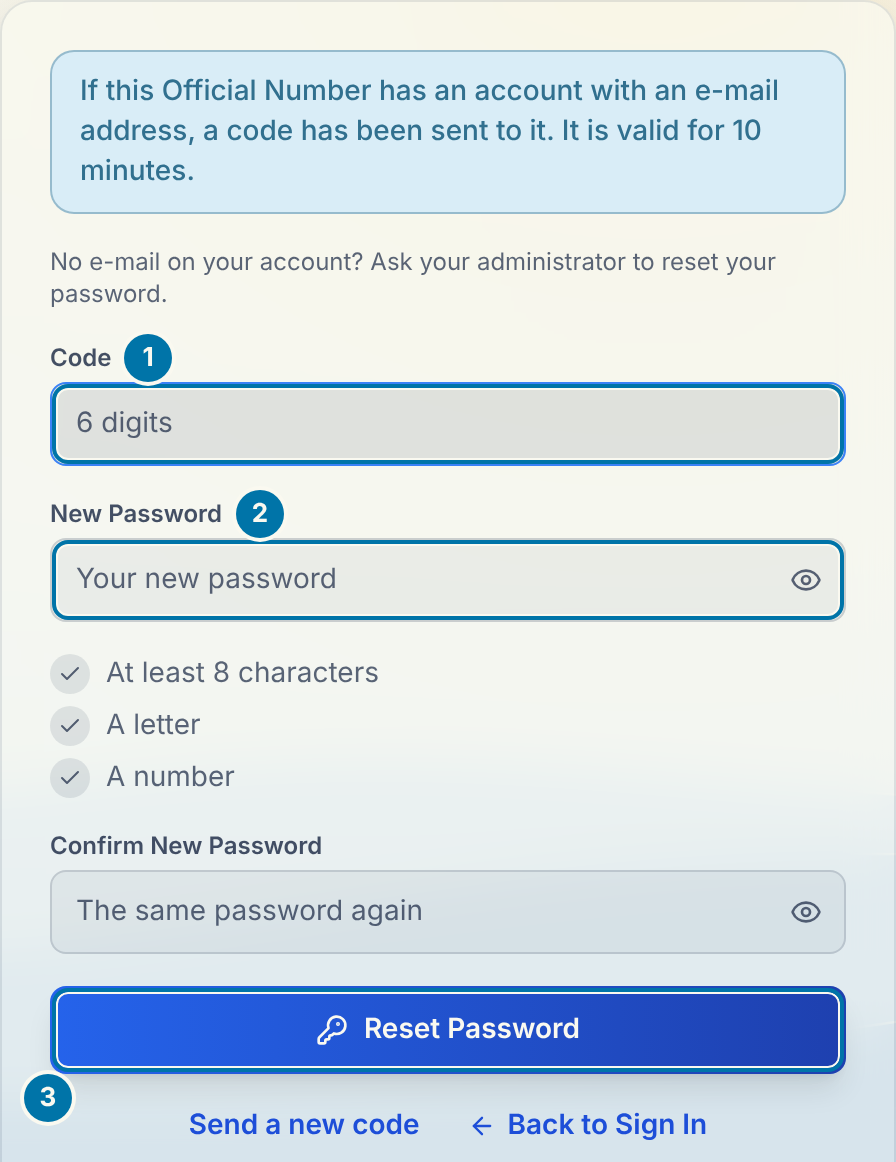 If this Official Number has an account with an e-mail
address, a code has been sent to it. It is valid for 10
minutes.
No e-mail on your account? Ask your administrator to reset your
password.
Code 1
6 digits
New Password 2
Your new password
At least 8 characters
A letter
A number
Confirm New Password
The same password again
Reset Password
3
Send a new code ← Back to Sign In